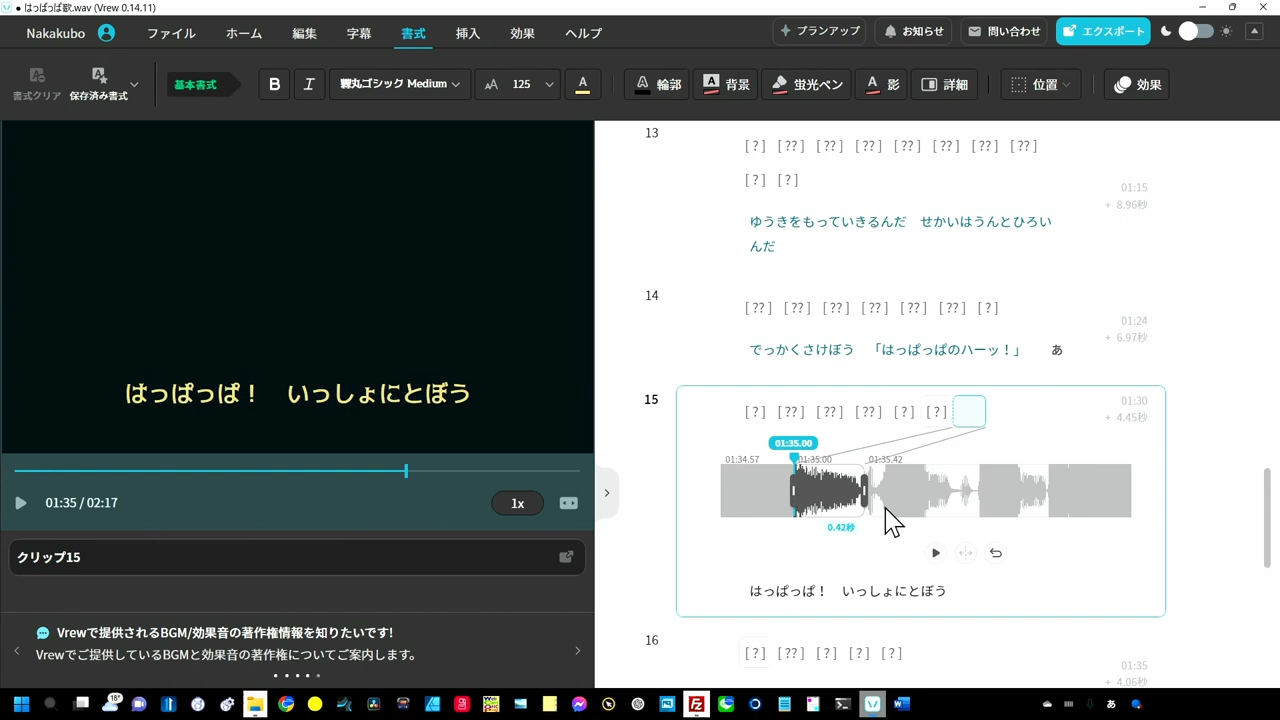 ● はっぱっぱ歌.wav (Vrew 0.14.11)
Nakakubo ファイル ホーム 編集 字幕 書式 挿入 効果 ヘルプ プランアップ お知らせ 問い合わせ エクスポート
書式クリア 保存済み書式 基本書式 B I Medium 125 A 輪郭 背景 蛍光ペン 影 詳細 位置 効果
13
[?] [??] [??] [??] [??] [??] [??] [??]
[?] [?]
01:15
+ 8.96秒
ゆうきをもっていきるんだ せかいはうんとひろい
んだ
14
[??] [??] [??] [??] [??] [??] [?]
01:24
+ 6.97秒
でっかくさけぼう 「はっぱっぱのハーッ!」 あ
はっぱっぱ! いっしょにとぼう
15
[?] [??] [??] [??] [?] [?]
01:30
+ 4.45秒
01:35.00
01:34.57 01:35.00 01:35.42
0.42秒
はっぱっぱ! いっしょにとぼう
01:35 / 02:17 1x
クリップ15
Vrewで提供されるBGM/効果音の著作権情報を知りたいです!
Vrewでご提供しているBGMと効果音の著作権についてご案内します。
16
[?] [??] [?] [?] [?]
01:35
+ 4.06秒
18°
あ